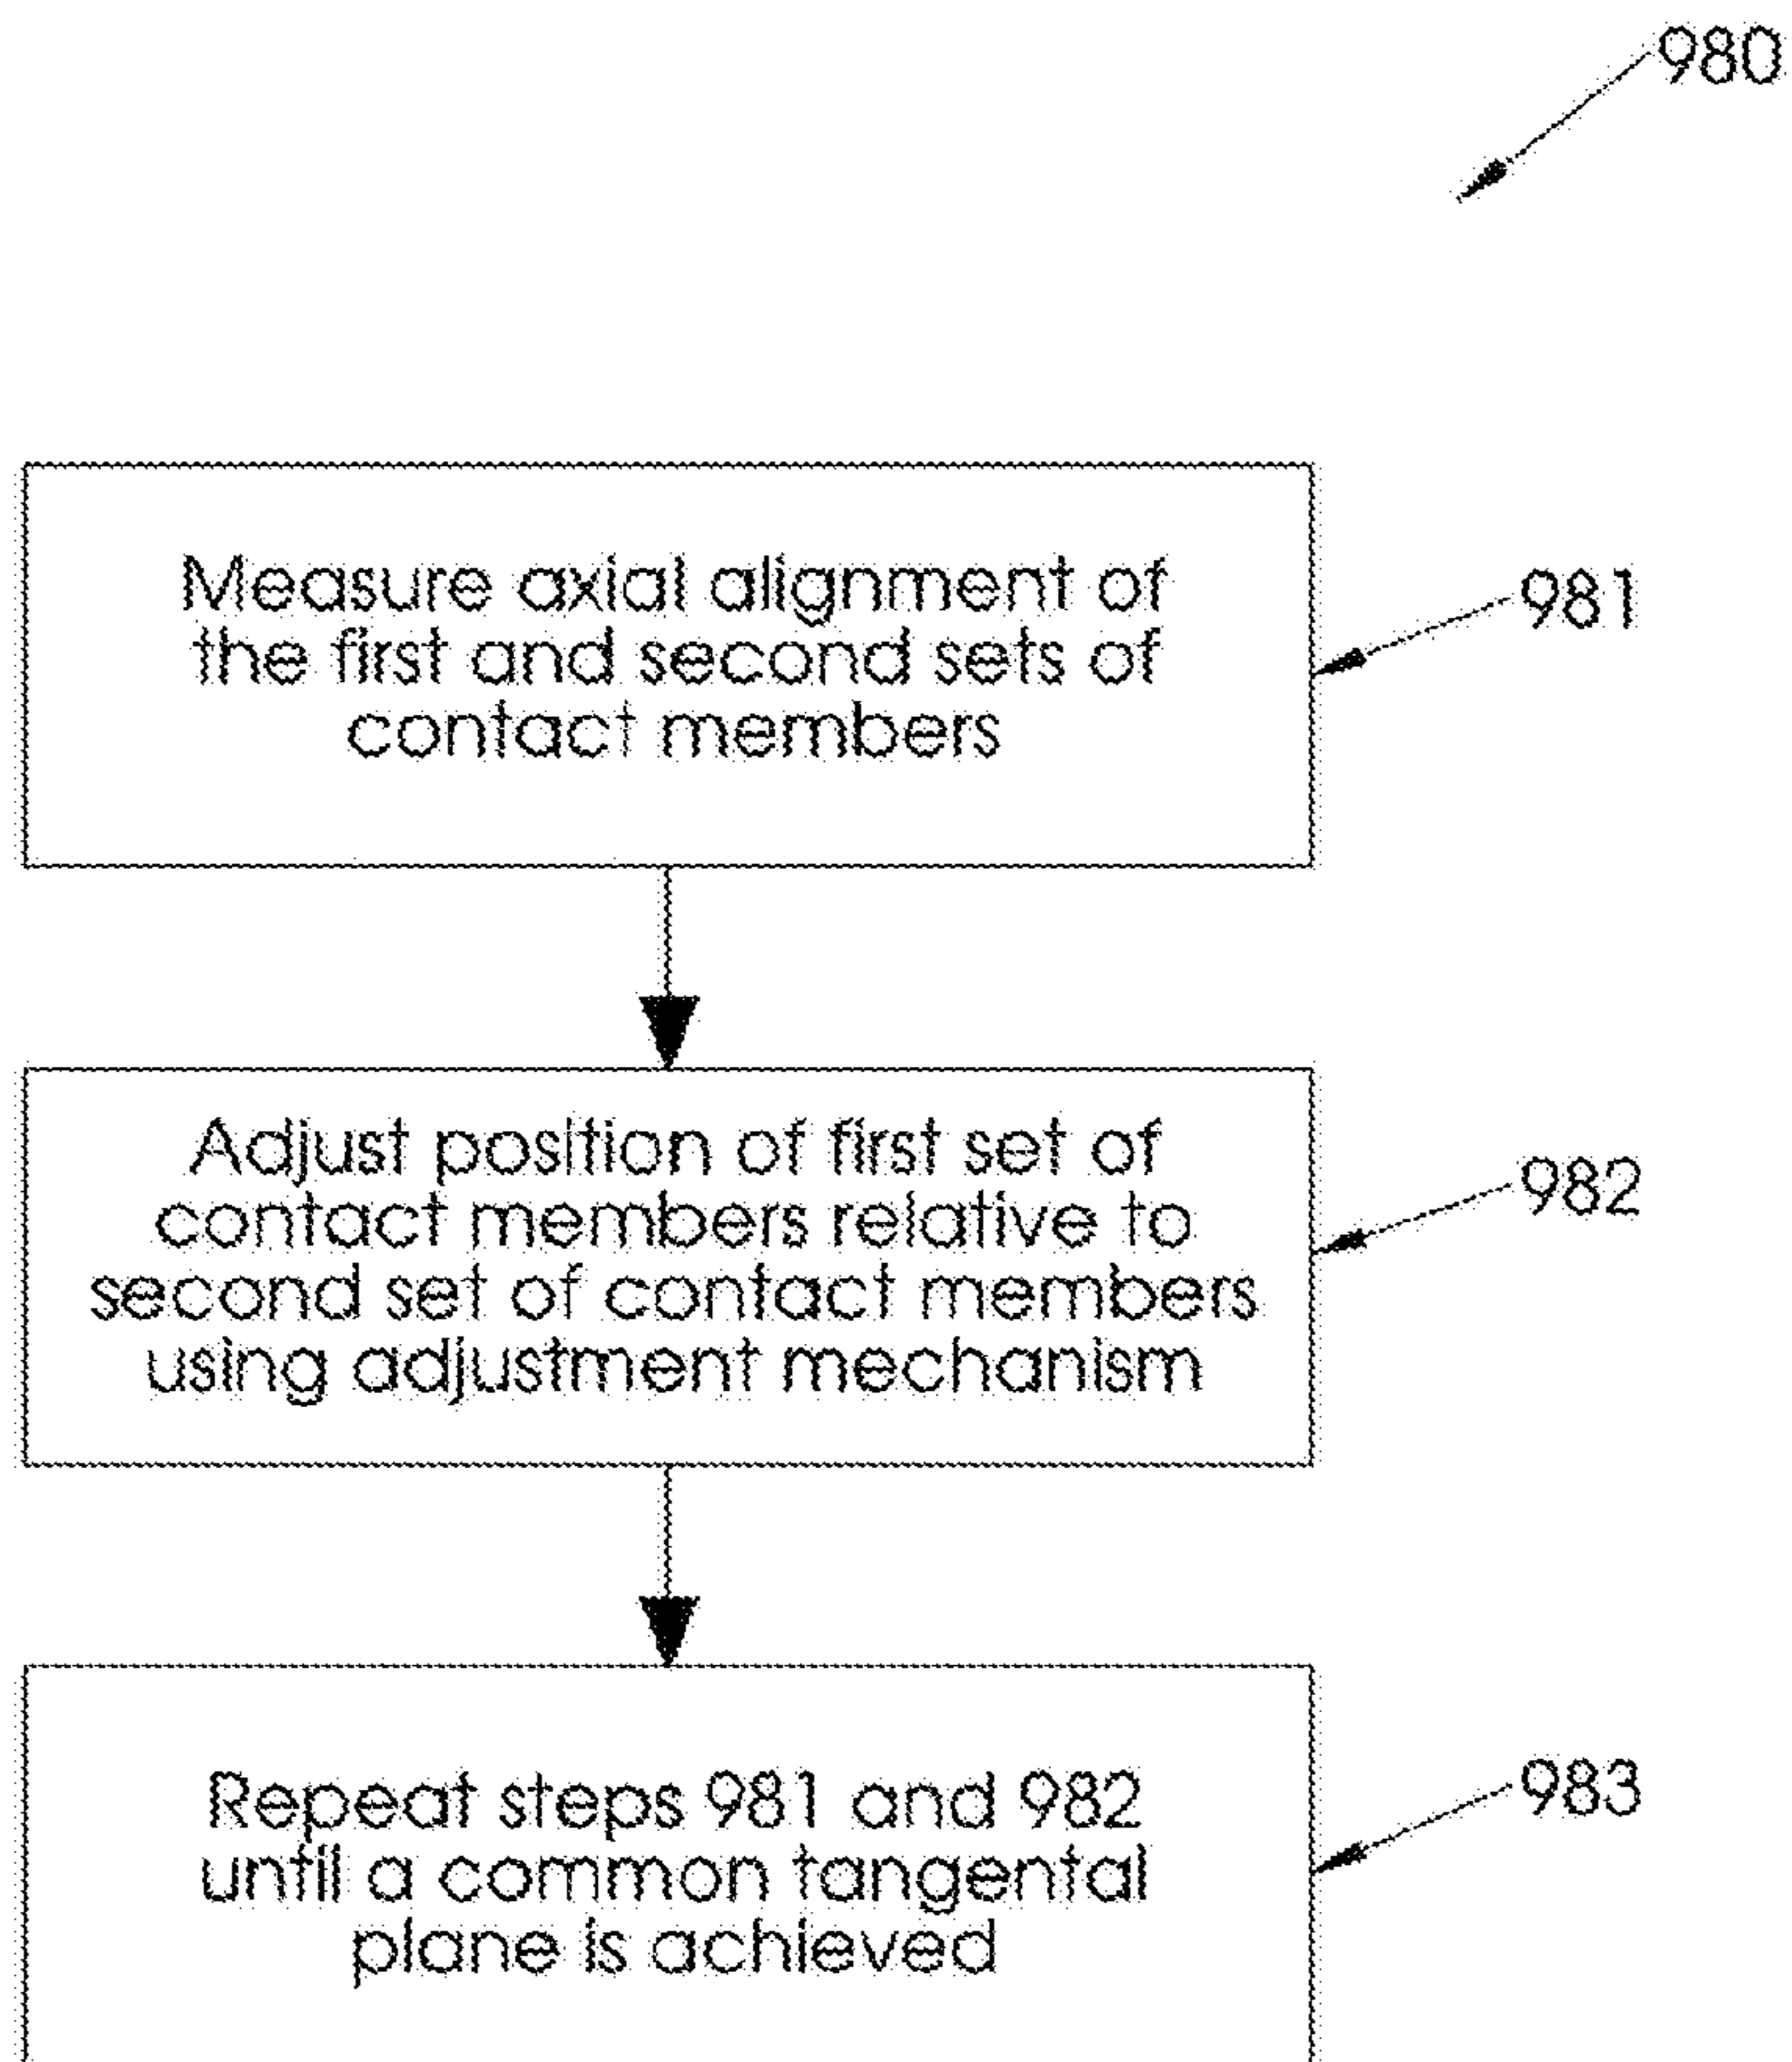 980
Measure axial alignment of
the first and second sets of
contact members
981
Adjust position of first set of
contact members relative to
second set of contact members
using adjustment mechanism
982
Repeat steps 981 and 982
until a common tangental
plane is achieved
983